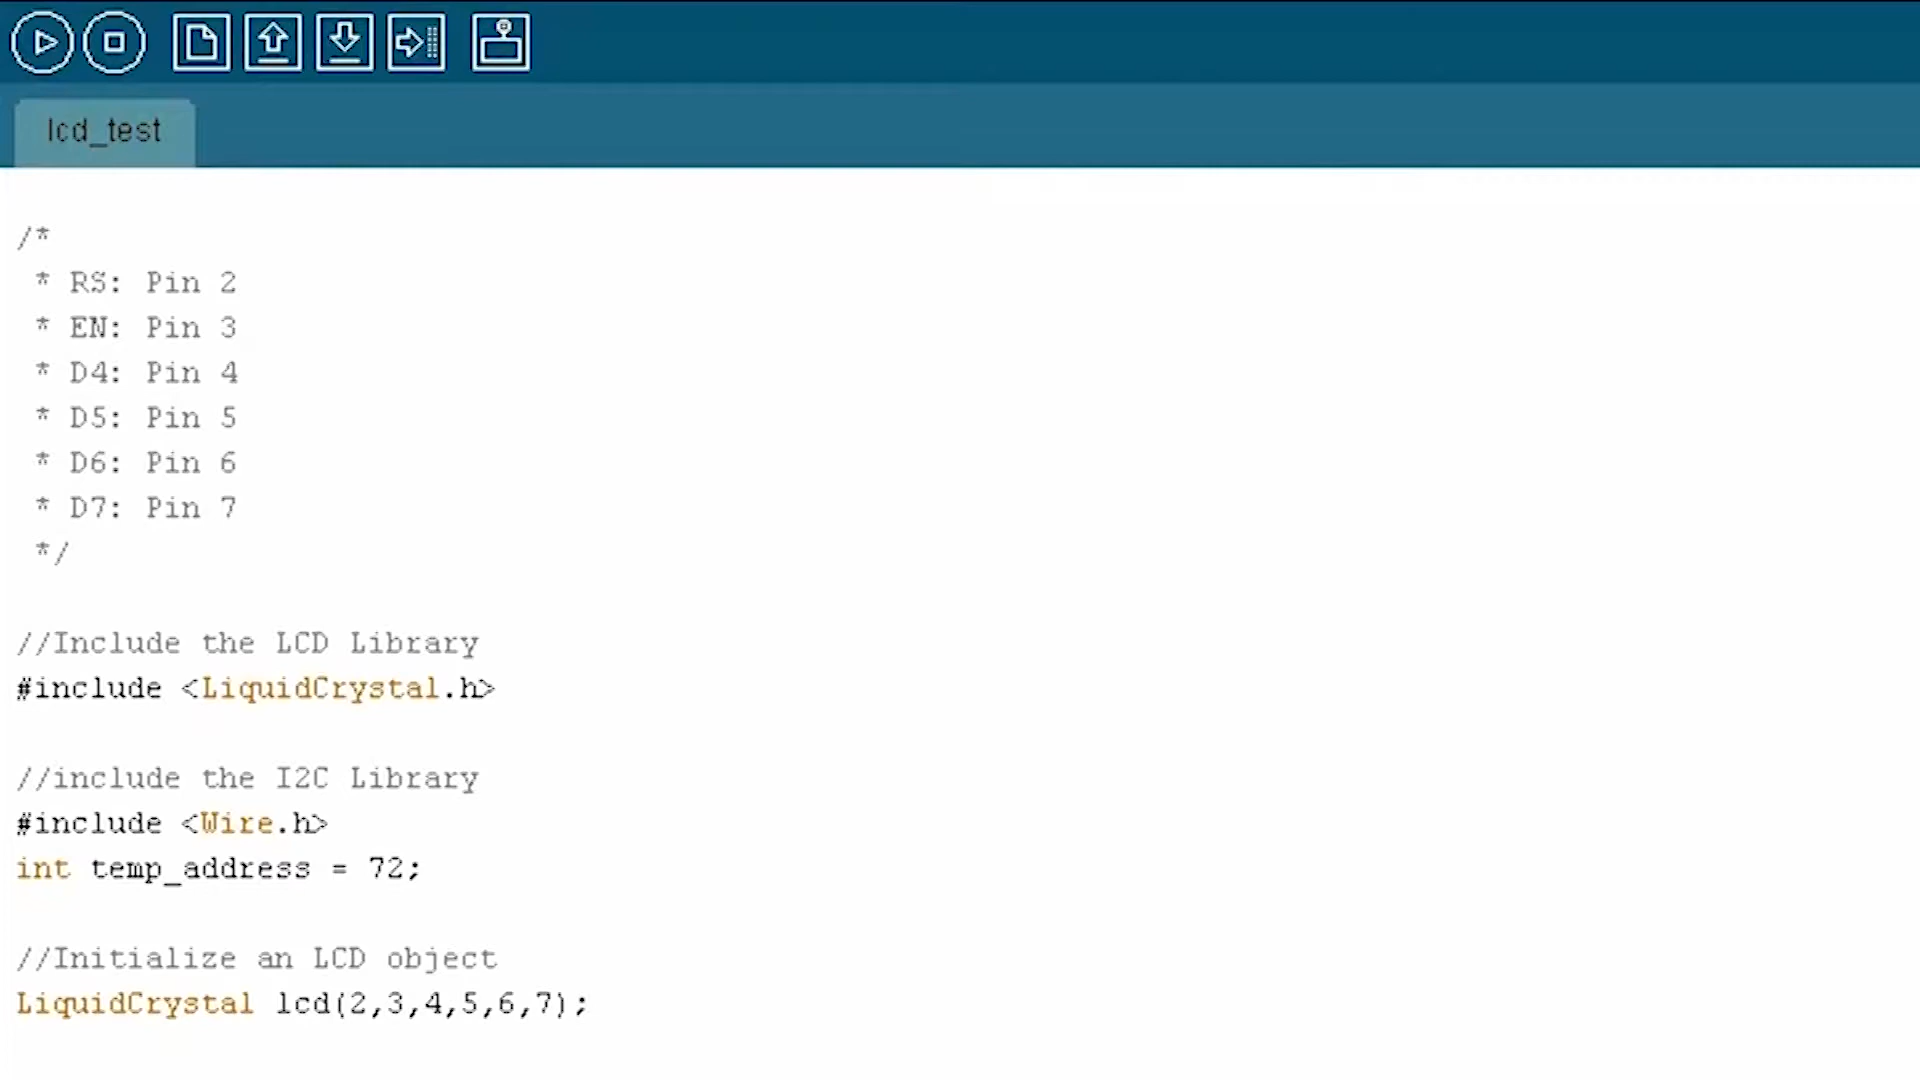 lcd_test
/*
 * RS: Pin 2
 * EN: Pin 3
 * D4: Pin 4
 * D5: Pin 5
 * D6: Pin 6
 * D7: Pin 7
 */
//Include the LCD Library
#include <LiquidCrystal.h>
//include the I2C Library
#include <Wire.h>
int temp_address = 72;
//Initialize an LCD object
LiquidCrystal lcd(2,3,4,5,6,7);